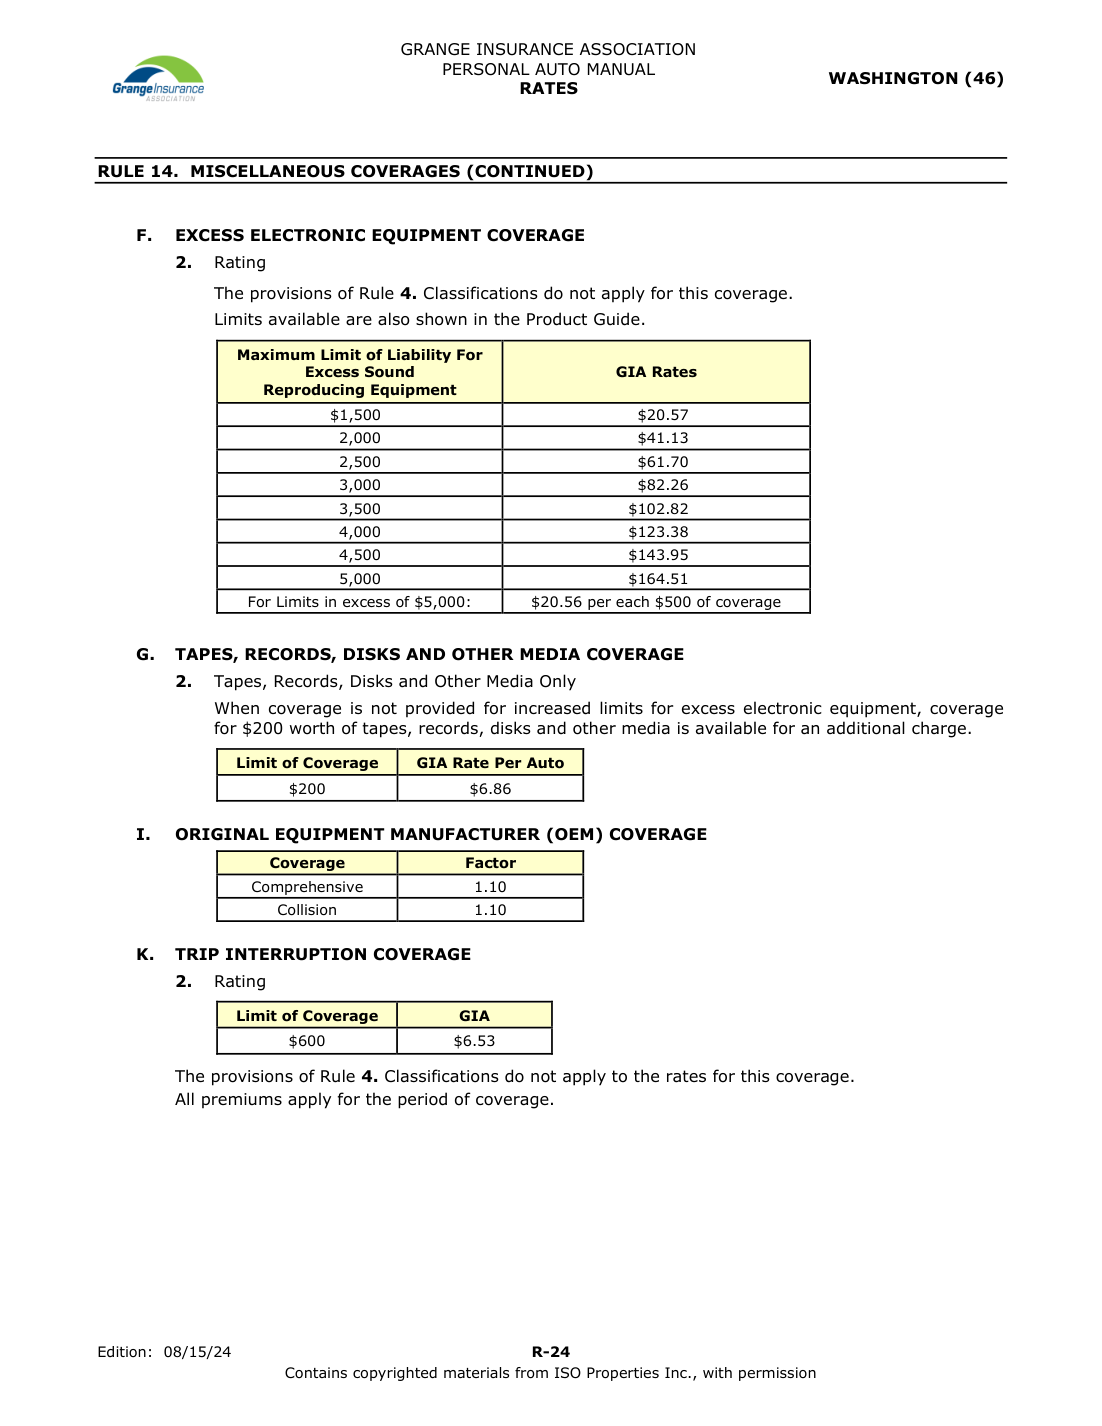 GrangeInsurance
ASSOCIATION
GRANGE INSURANCE ASSOCIATION
PERSONAL AUTO MANUAL
RATES
WASHINGTON (46)
RULE 14. MISCELLANEOUS COVERAGES (CONTINUED)
F. EXCESS ELECTRONIC EQUIPMENT COVERAGE
2. Rating
The provisions of Rule 4. Classifications do not apply for this coverage.
Limits available are also shown in the Product Guide.
Maximum Limit of Liability For
Excess Sound
Reproducing Equipment
GIA Rates
$1,500 $20.57
2,000 $41.13
2,500 $61.70
3,000 $82.26
3,500 $102.82
4,000 $123.38
4,500 $143.95
5,000 $164.51
For Limits in excess of $5,000: $20.56 per each $500 of coverage
G. TAPES, RECORDS, DISKS AND OTHER MEDIA COVERAGE
2. Tapes, Records, Disks and Other Media Only
When coverage is not provided for increased limits for excess electronic equipment, coverage
for $200 worth of tapes, records, disks and other media is available for an additional charge.
Limit of Coverage GIA Rate Per Auto
$200 $6.86
I. ORIGINAL EQUIPMENT MANUFACTURER (OEM) COVERAGE
Coverage Factor
Comprehensive 1.10
Collision 1.10
K. TRIP INTERRUPTION COVERAGE
2. Rating
Limit of Coverage GIA
$600 $6.53
The provisions of Rule 4. Classifications do not apply to the rates for this coverage.
All premiums apply for the period of coverage.
Edition: 08/15/24 R-24
Contains copyrighted materials from ISO Properties Inc., with permission